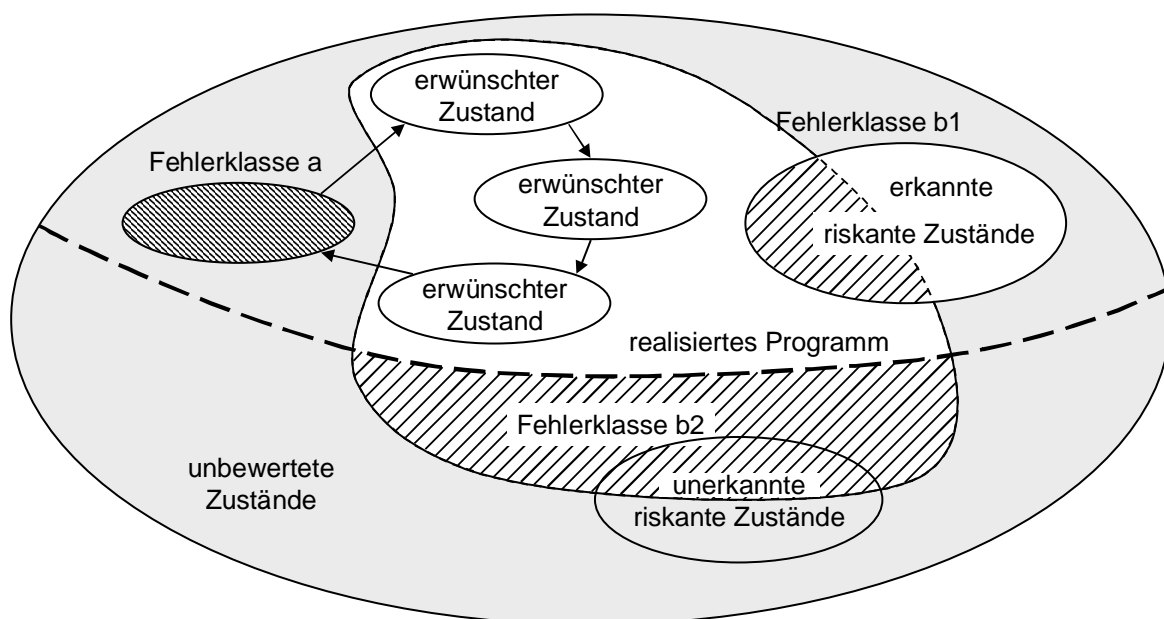 erwünschter
Zustand
Fehlerklasse a
erwünschter
Zustand
erwünschter
Zustand
Fehlerklasse b1
erkannte
riskante Zustände
realisiertes Programm
Fehlerklasse b2
unbewertete
Zustände
unerkannte
riskante Zustände